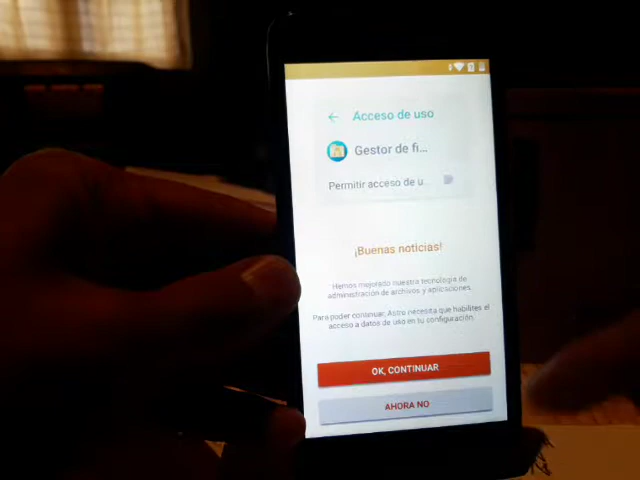 Acceso de uso
Gestor de fi...
Permitir acceso de u...
¡Buenas noticias!
Hemos mejorado nuestra tecnología de
administración de archivos y aplicaciones.
Para poder continuar, Astro necesita que habilites el
acceso a datos de uso en tu configuración.
OK, CONTINUAR
AHORA NO